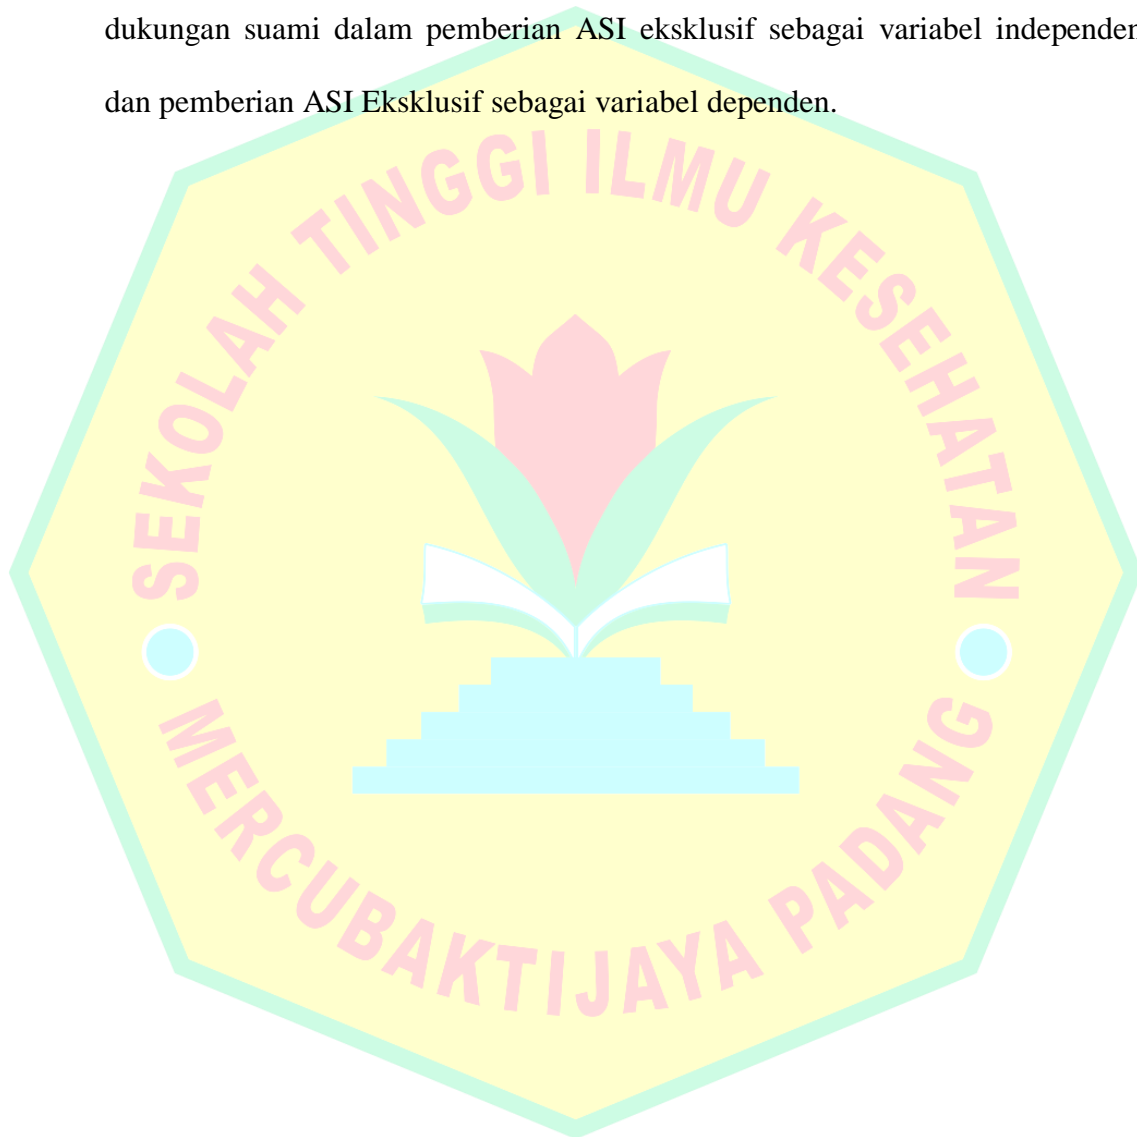 dukungan suami dalam pemberian ASI eksklusif sebagai variabel independen
dan pemberian ASI Eksklusif sebagai variabel dependen.
SEKOLAH TINGGI ILMU KESEHATAN
MERCUBAKTIJAYA PADANG